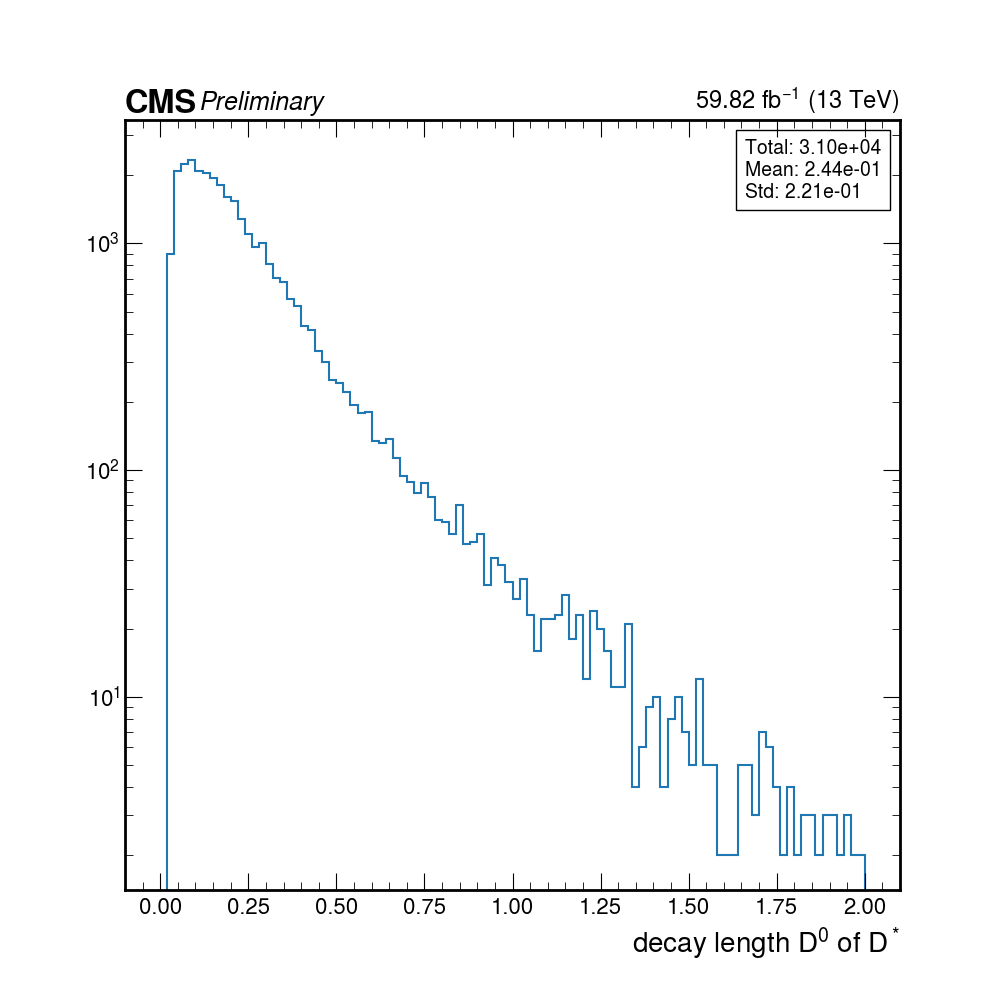 CMS Preliminary 59.82 fb⁻¹ (13 TeV)
Total: 3.10e+04
Mean: 2.44e-01
Std: 2.21e-01
10³
10²
10¹
0.00 0.25 0.50 0.75 1.00 1.25 1.50 1.75 2.00
decay length D⁰ of D*